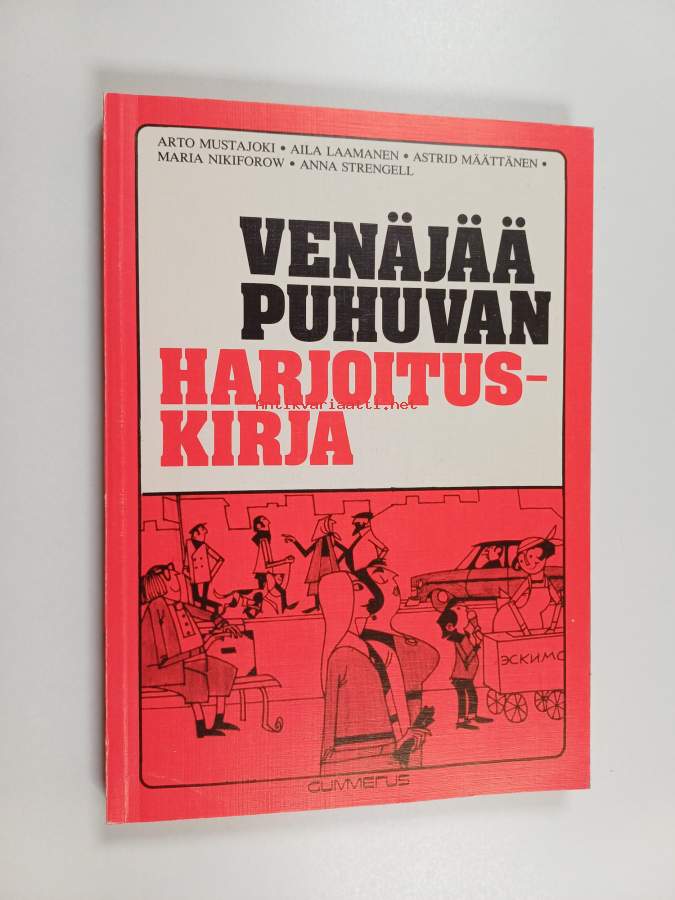 ARTO MUSTAJOKI • AILA LAAMANEN • ASTRID MÄÄTTÄNEN •
MARIA NIKIFOROW • ANNA STRENGELL
VENÄJÄÄ
PUHUVAN
HARJOITUS-
Antikvariaatti.net
KIRJA
ЭСКИМО
GUMMERUS